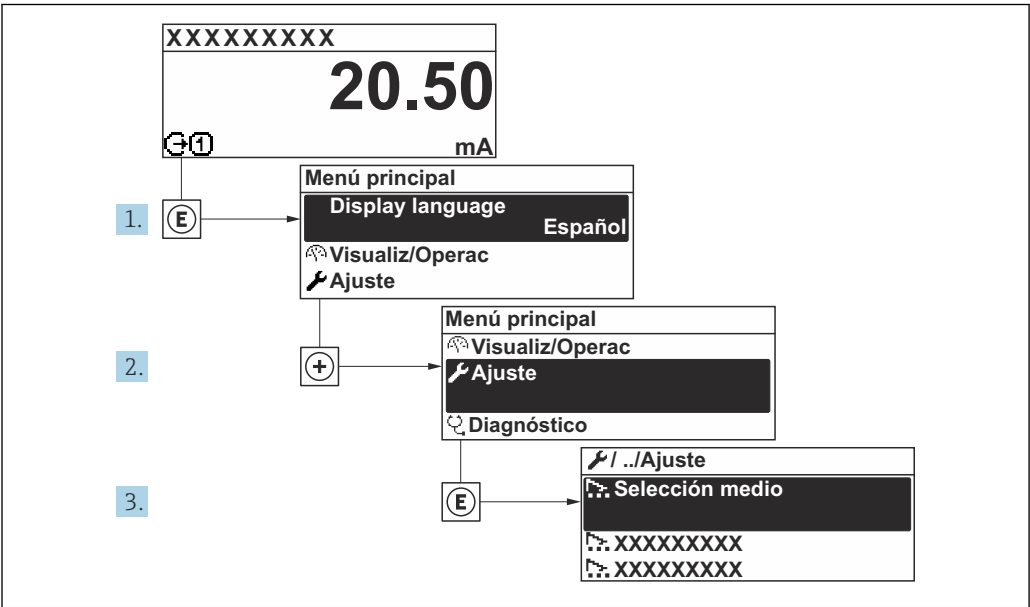 XXXXXXXXX
20.50
1
mA
Menú principal
1.
E
Display language
Español
Visualiz/Operac
Ajuste
Menú principal
2.
+
Visualiz/Operac
Ajuste
Diagnóstico
/ ../Ajuste
3.
E
Selección medio
XXXXXXXXX
XXXXXXXXX